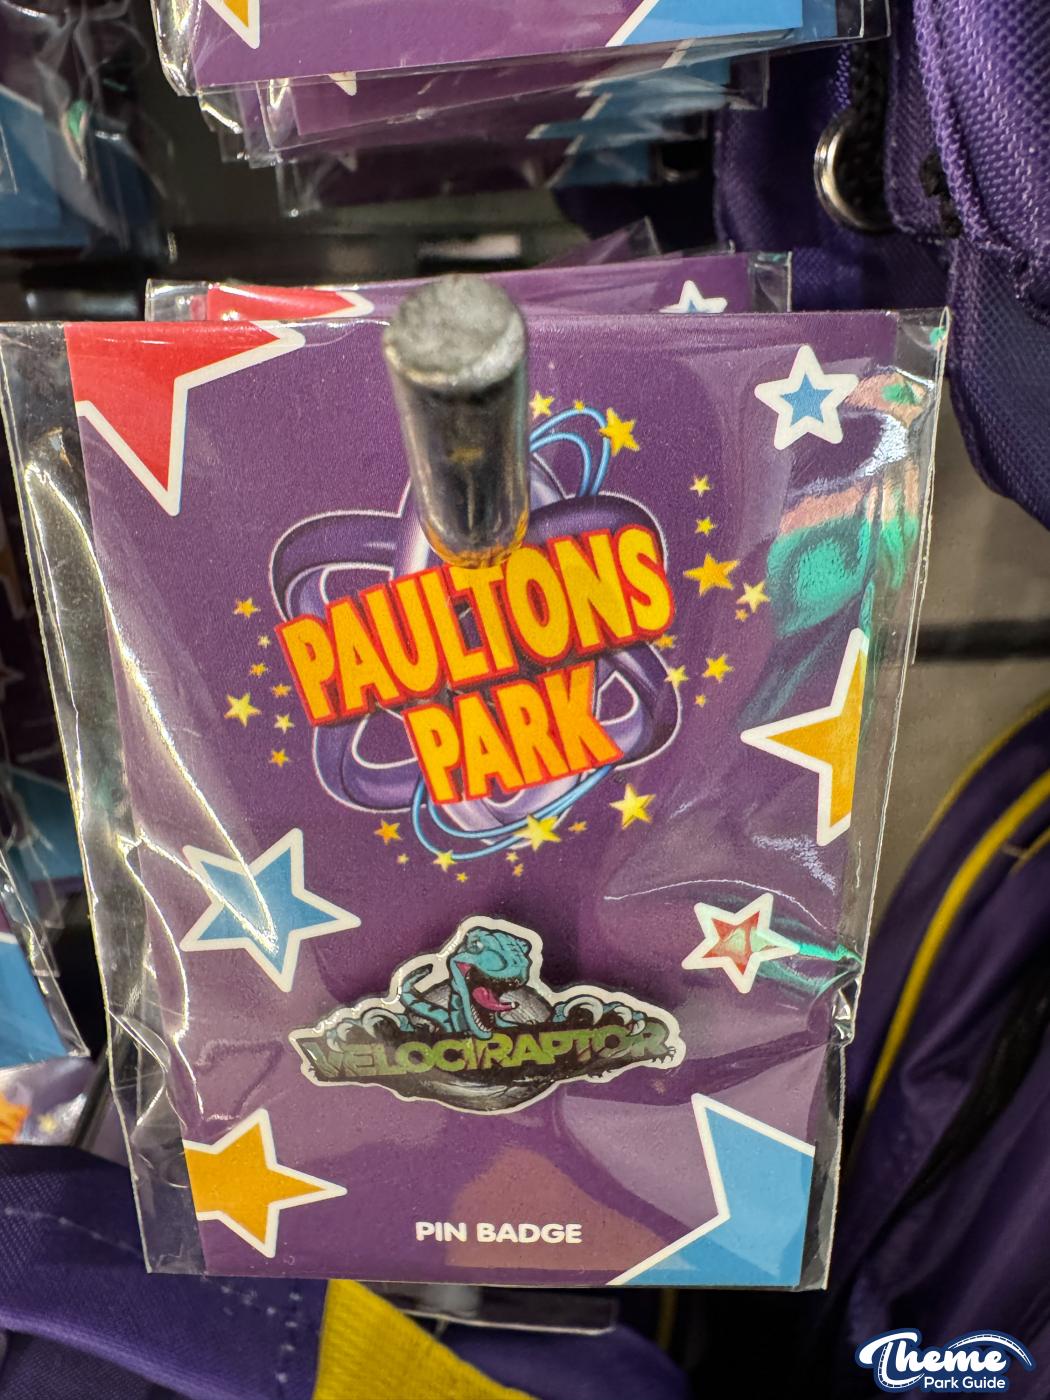 PAULTONS
PARK
VELOCIRAPTOR
PIN BADGE
Theme
Park Guide